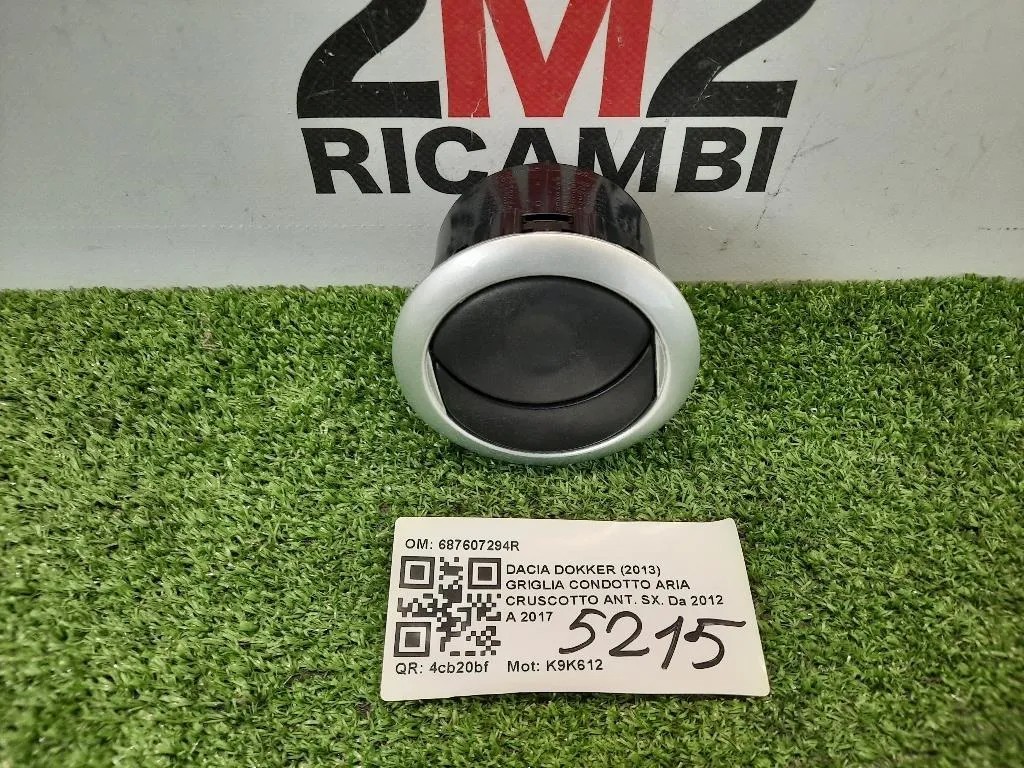 2M2
RICAMBI
OM: 687607294R
DACIA DOKKER (2013)
GRIGLIA CONDOTTO ARIA
CRUSCOTTO ANT. SX. Da 2012
A 2017
5215
QR: 4cb20bf Mot: K9K612